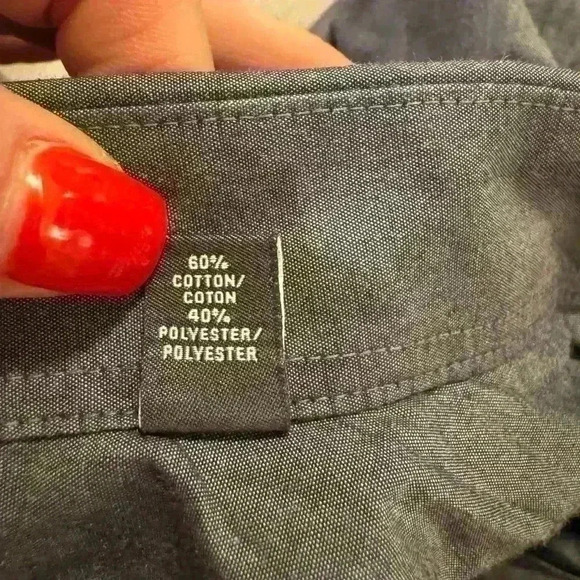 60%
COTTON/
COTON
40%
POLYESTER/
POLYESTER